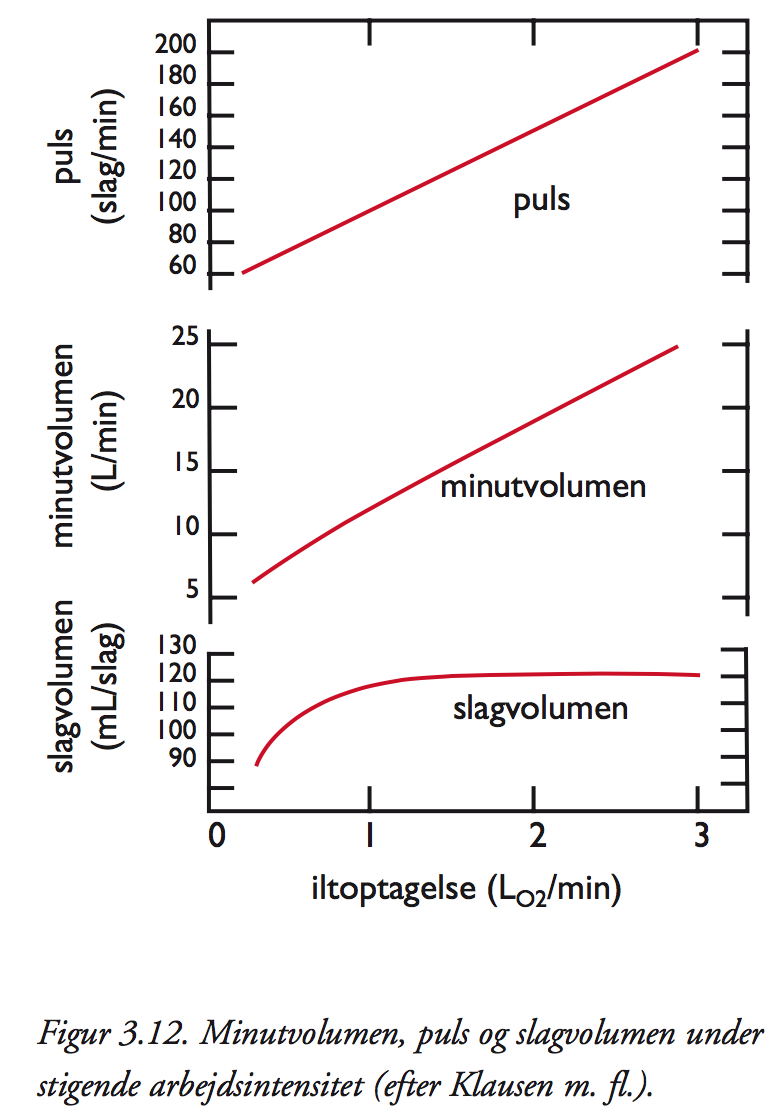 puls
(slag/min)
200
180
160
140
120
100
80
60
puls
minutvolumen
(L/min)
25
20
15
10
5
minutvolumen
slagvolumen
(mL/slag)
130
120
110
100
90
slagvolumen
0 1 2 3
iltoptagelse (LO2/min)
Figur 3.12. Minutvolumen, puls og slagvolumen under
stigende arbejdsintensitet (efter Klausen m. fl.).